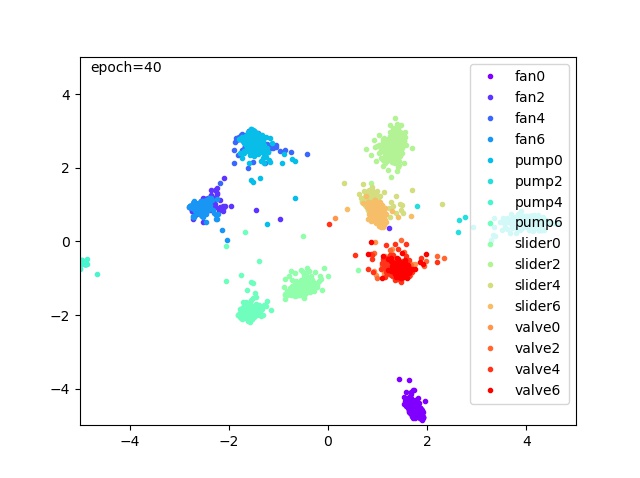 epoch=40
fan0
fan2
fan4
fan6
pump0
pump2
pump4
pump6
slider0
slider2
slider4
slider6
valve0
valve2
valve4
valve6
4
2
0
−2
−4
−4
−2
0
2
4